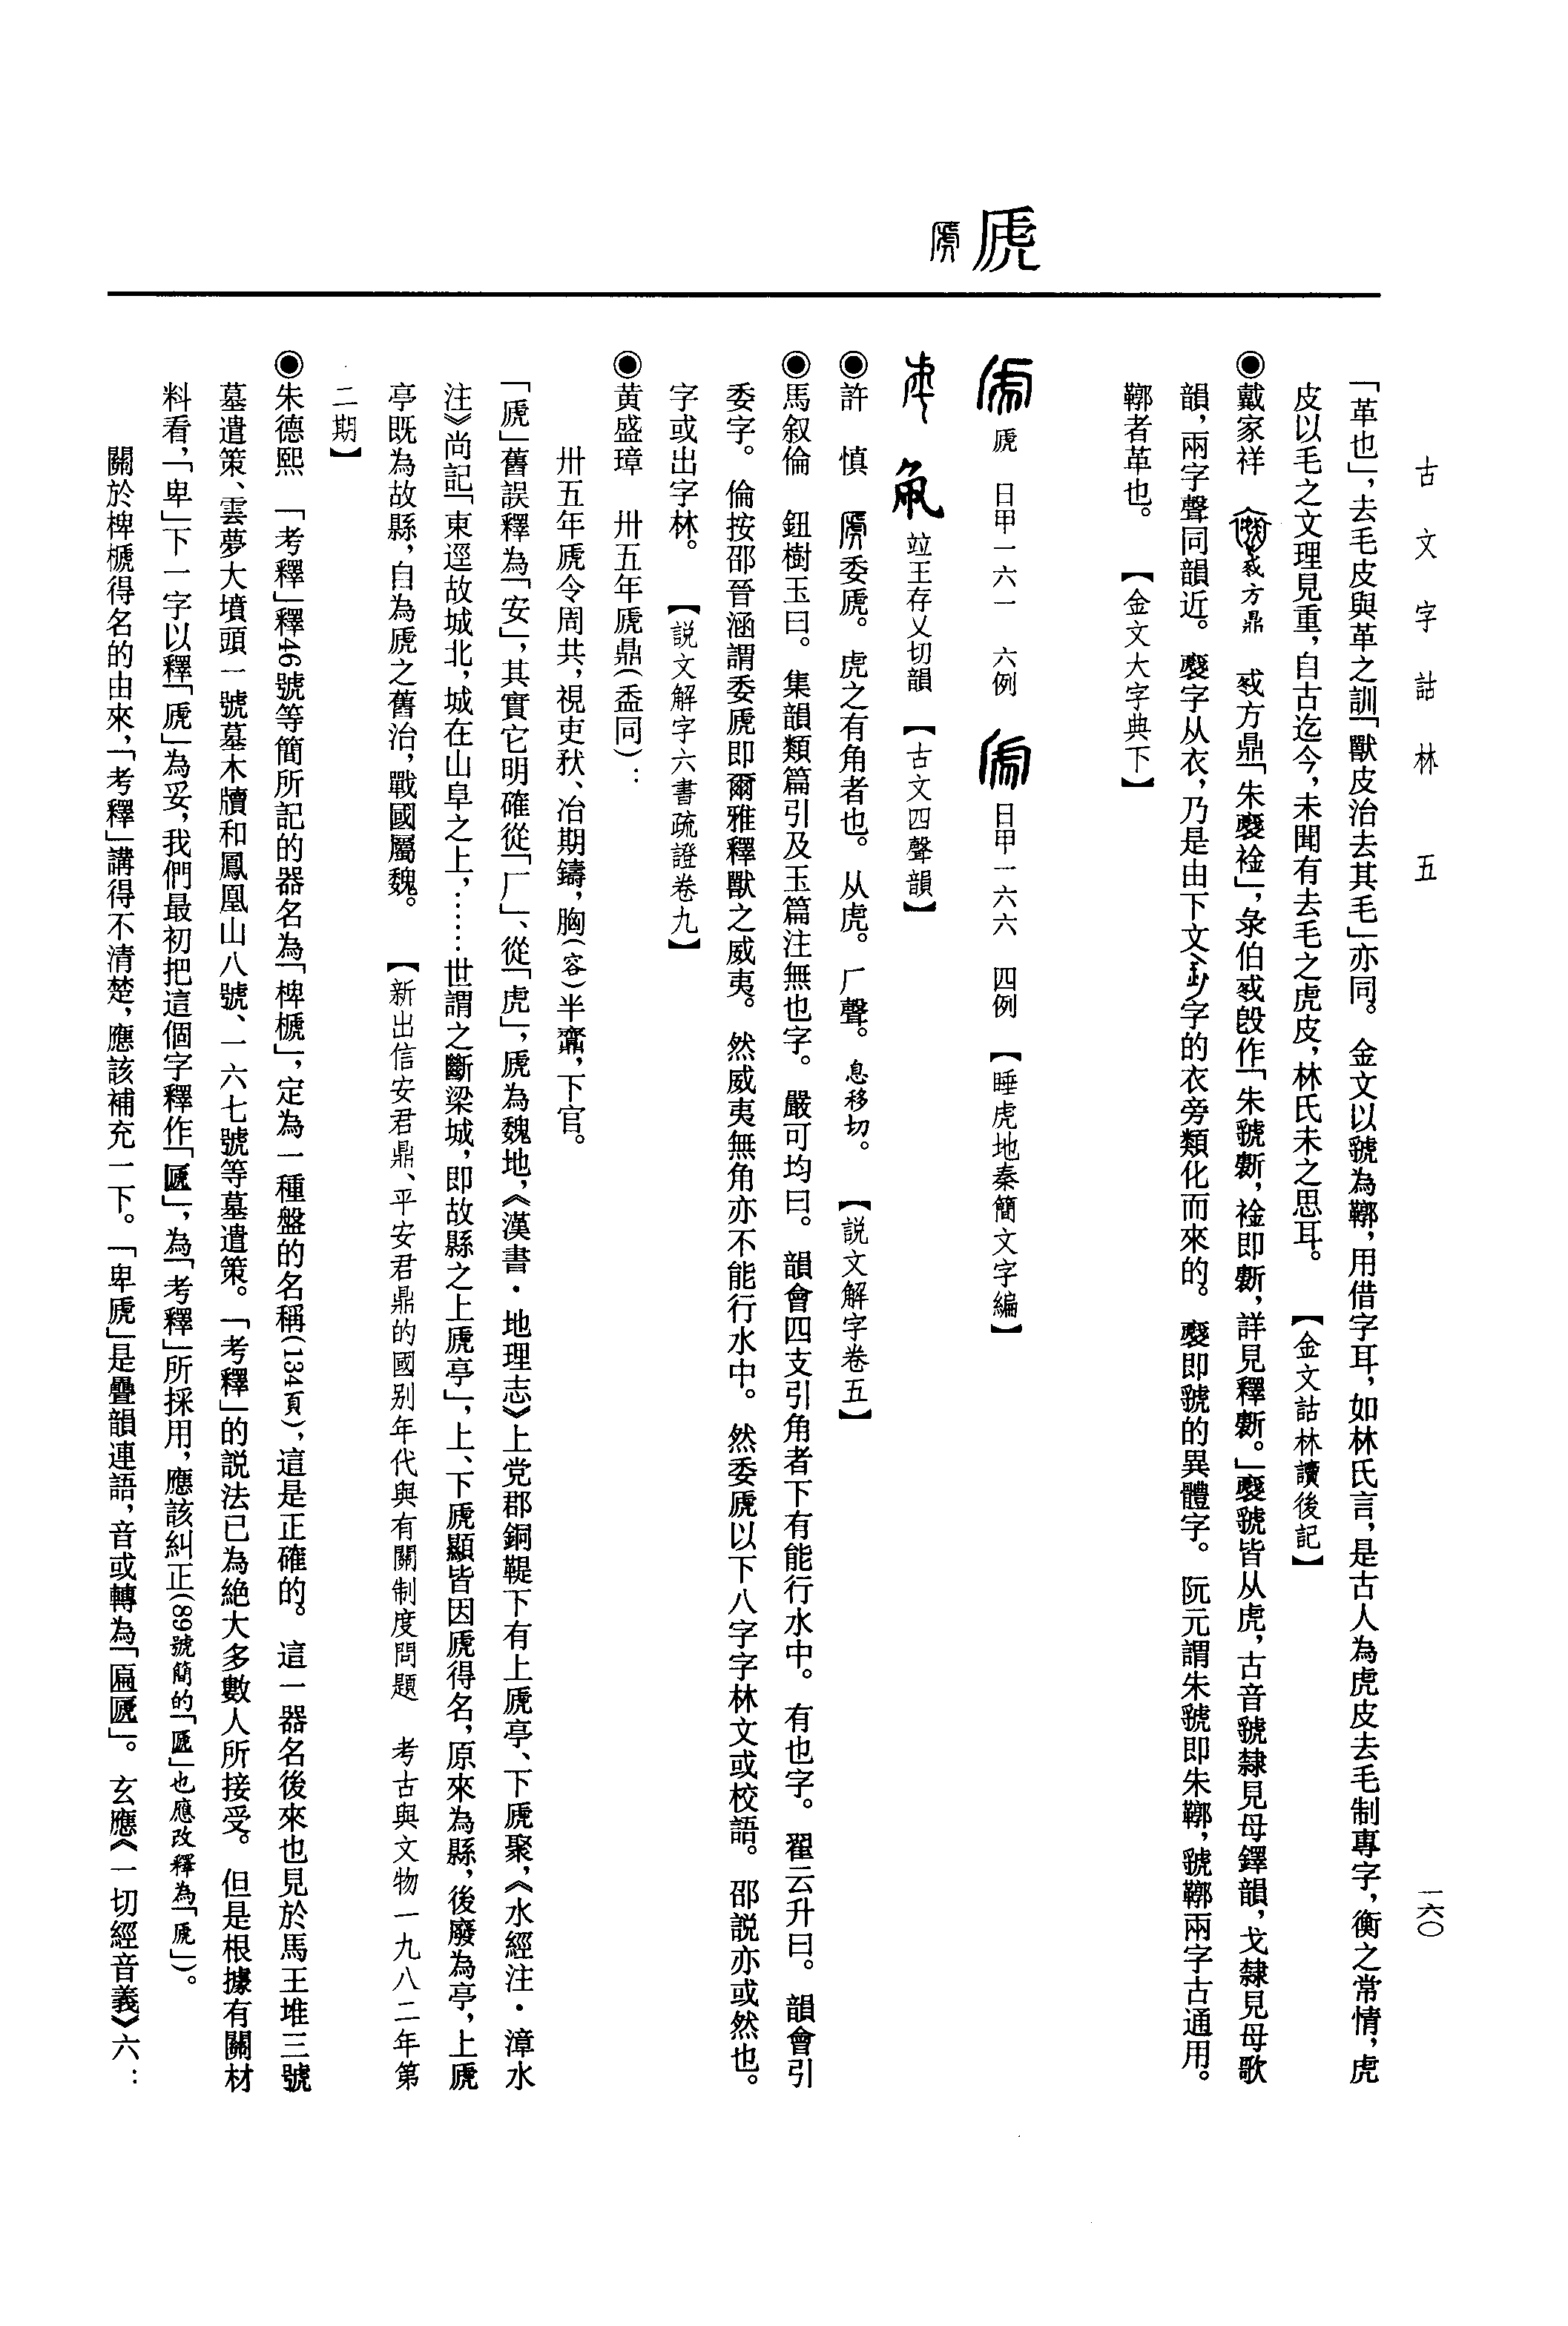 古文字詁林　五
一六〇
「革也」，去毛皮與革之訓「獸皮治去其毛」亦同。金文以虢為鞹，用借字耳，如林氏言，是古人為虎皮去毛制專字，衡之常情，虎
皮以毛之文理見重，自古迄今，未聞有去毛之虎皮，林氏未之思耳。　【金文詁林讀後記】
◉戴家祥　　㦰方鼎　㦰方鼎「朱襢裣」，彔伯㦰𣪘作「朱虢㪿，裣即㪿，詳見釋㪿。」虢皆从虎，古音虢隸見母鐸韻，戈隸見母歌
韻，兩字聲同韻近。字从衣，乃是由下文字的衣旁類化而來的。即虢的異體字。阮元謂朱虢即朱鞹，虢鞹兩字古通用。
鞹者革也。　【金文大字典下】
虒
虒　日甲一六一　六例　日甲一六六　四例　【睡虎地秦簡文字編】
竝王存乂切韻　【古文四聲韻】
◉許　慎　委虒。虎之有角者也。从虎。厂聲。息移切。　【説文解字卷五】
◉馬叙倫　鈕樹玉曰。集韻類篇引及玉篇注無也字。嚴可均曰。韻會四支引角者下有能行水中。有也字。翟云升曰。韻會引
委字。倫按邵晉涵謂委虒即爾雅釋獸之威夷。然威夷無角亦不能行水中。然委虒以下八字字林文或校語。邵説亦或然也。
字或出字林。　【説文解字六書疏證卷九】
◉黄盛璋　卅五年虒鼎（盉同）：
卅五年虒令周共，視吏秋、冶期鑄，胸（容）半齋，下官。
「虒」舊誤釋為「安」，其實它明確從「厂」、從「虎」，虒為魏地，《漢書·地理志》上党郡銅鞮下有上虒亭、下虒聚，《水經注·漳水
注》尚記「東逕故城北，城在山阜之上，……世謂之斷梁城，即故縣之上虒亭」，上、下虒顯皆因虒得名，原來為縣，後廢為亭，上虒
亭既為故縣，自為虒之舊治，戰國屬魏。　【新出信安君鼎、平安君鼎的國别年代與有關制度問題　考古與文物一九八二年第
二期】
◉朱德熙　「考釋」釋46號等簡所記的器名為「椑榹」，定為一種盤的名稱（134頁），這是正確的。這一器名後來也見於馬王堆三號
墓遣策、雲夢大墳頭一號墓木牘和鳳凰山八號、一六七號等墓遣策。「考釋」的説法已為絶大多數人所接受。但是根據有關材
料看，「卑」下一字以釋「虒」為妥，我們最初把這個字釋作「匜」，為「考釋」所採用，應該糾正（89號簡的「匜」也應改釋為「虒」）。
關於椑榹得名的由來，「考釋」講得不清楚，應該補充一下。「卑虒」是疊韻連語，音或轉為「匾㔸」。玄應《一切經音義》六：